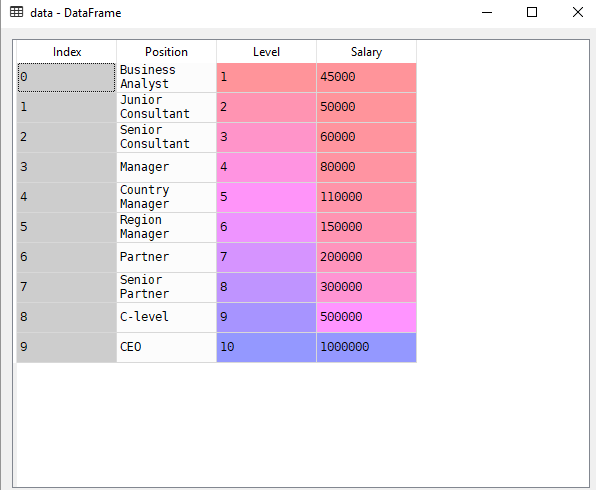 data - DataFrame
Index Position Level Salary
0 Business Analyst 1 45000
1 Junior Consultant 2 50000
2 Senior Consultant 3 60000
3 Manager 4 80000
4 Country Manager 5 110000
5 Region Manager 6 150000
6 Partner 7 200000
7 Senior Partner 8 300000
8 C-level 9 500000
9 CEO 10 1000000